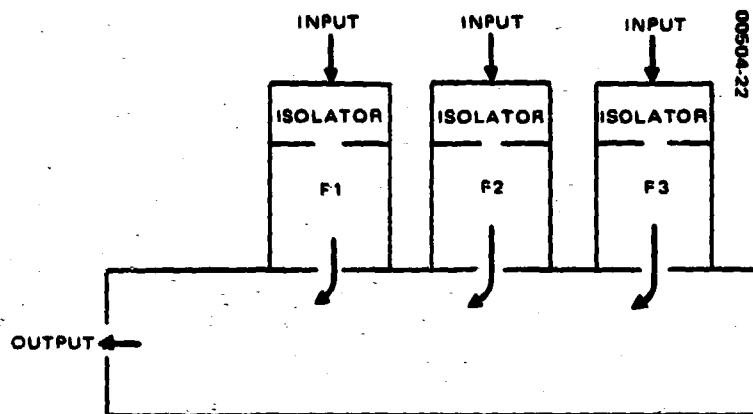 INPUT INPUT INPUT
00504-22
ISOLATOR ISOLATOR ISOLATOR
F1 F2 F3
OUTPUT